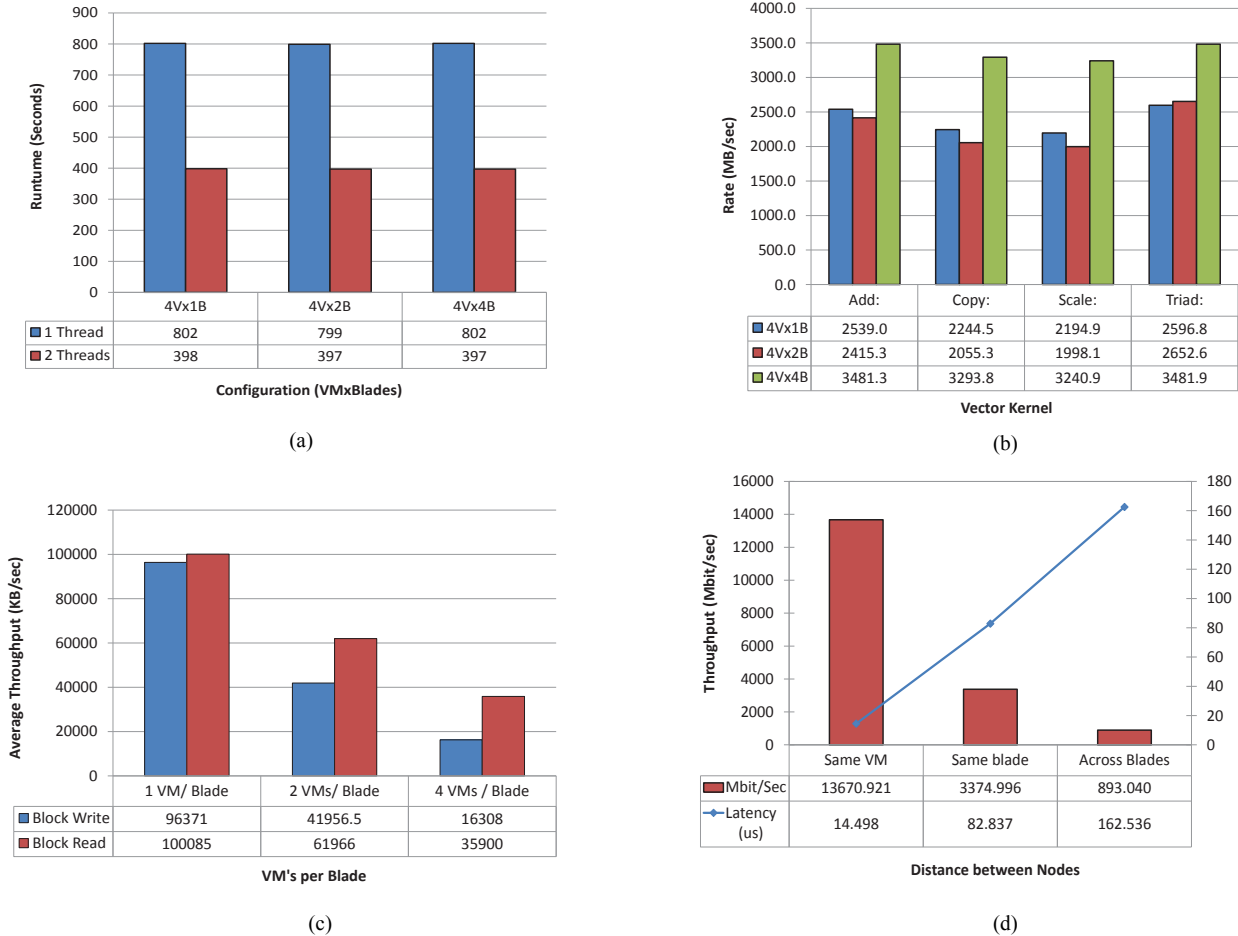 900
800
700
600
500
400
300
200
100
0
Runtume (Seconds)
4Vx1B 4Vx2B 4Vx4B
1 Thread 802 799 802
2 Threads 398 397 397
Configuration (VMxBlades)
(a)
4000.0
3500.0
3000.0
2500.0
2000.0
1500.0
1000.0
500.0
0.0
Rate (MB/sec)
Add: Copy: Scale: Triad:
4Vx1B 2539.0 2244.5 2194.9 2596.8
4Vx2B 2415.3 2055.3 1998.1 2652.6
4Vx4B 3481.3 3293.8 3240.9 3481.9
Vector Kernel
(b)
120000
100000
80000
60000
40000
20000
0
Average Throughput (KB/sec)
1 VM/ Blade 2 VMs/ Blade 4 VMs / Blade
Block Write 96371 41956.5 16308
Block Read 100085 61966 35900
VM's per Blade
(c)
16000
14000
12000
10000
8000
6000
4000
2000
0
Throughput (Mbit/sec)
180
160
140
120
100
80
60
40
20
0
Same VM Same blade Across Blades
Mbit/Sec 13670.921 3374.996 893.040
Latency (us) 14.498 82.837 162.536
Distance between Nodes
(d)